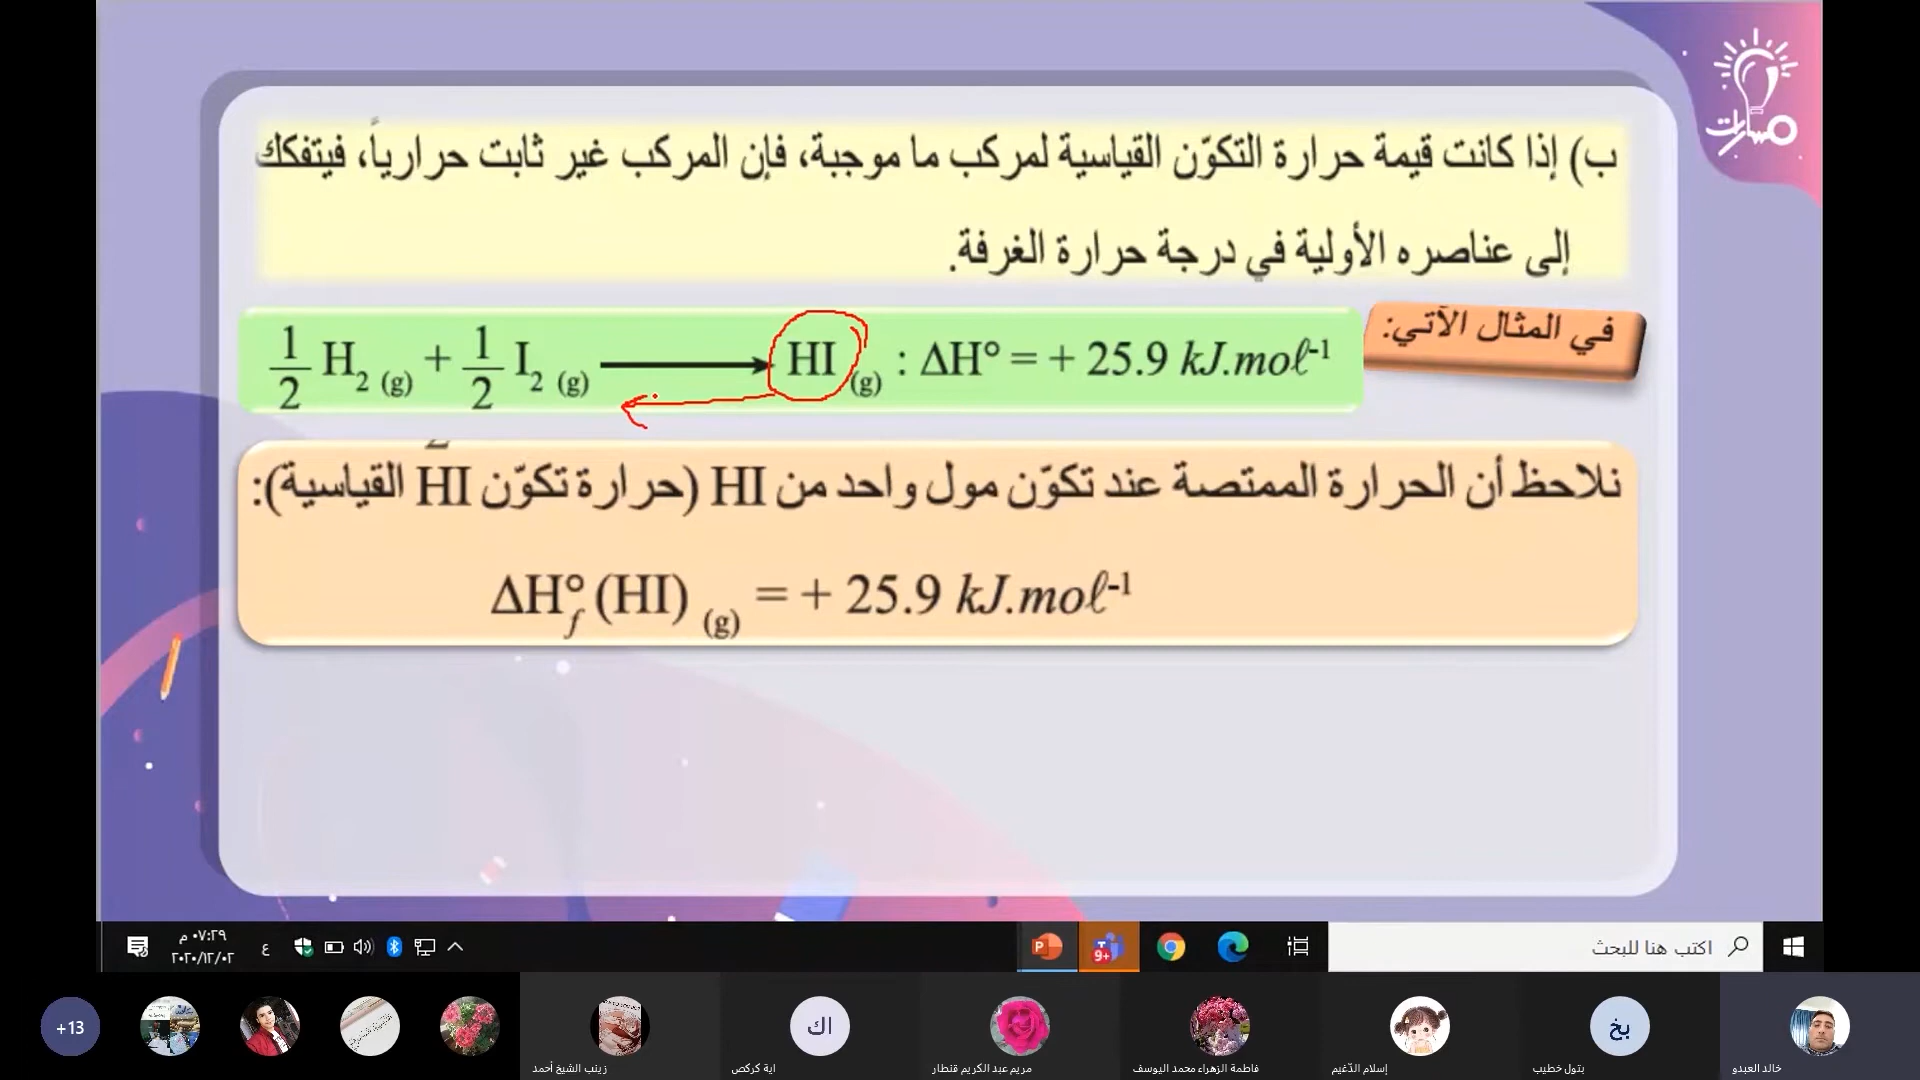 مسارات
ب) إذا كانت قيمة حرارة التكوّن القياسية لمركب ما موجبة، فإن المركب غير ثابت حرارياً، فيتفكك
إلى عناصره الأولية في درجة حرارة الغرفة.
في المثال الآتي:
1/2 H₂ (g) + 1/2 I₂ (g) ⟶ HI (g) : ΔH° = + 25.9 kJ.moℓ⁻¹
نلاحظ أن الحرارة الممتصة عند تكوّن مول واحد من HI (حرارة تكوّن HI القياسية):
ΔH°f (HI) (g) = + 25.9 kJ.moℓ⁻¹
اكتب هنا للبحث
9+
ع
٠٧:٢٩ م
٢٠٢٠/١٢/٠٢
+13
زينب الشيخ أحمد
اك
اية كركص
مريم عبد الكريم قنطار
فاطمة الزهراء محمد اليوسف
إسلام الدّغيم
بخ
بتول خطيب
خالد العبدو